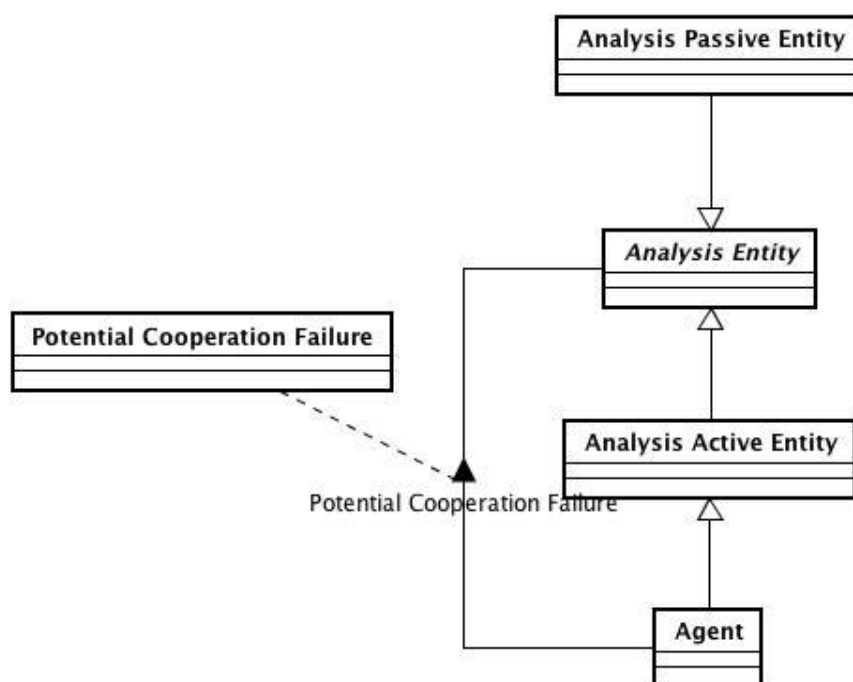 Analysis Passive Entity
Analysis Entity
Potential Cooperation Failure
Analysis Active Entity
Potential Cooperation Failure
Agent